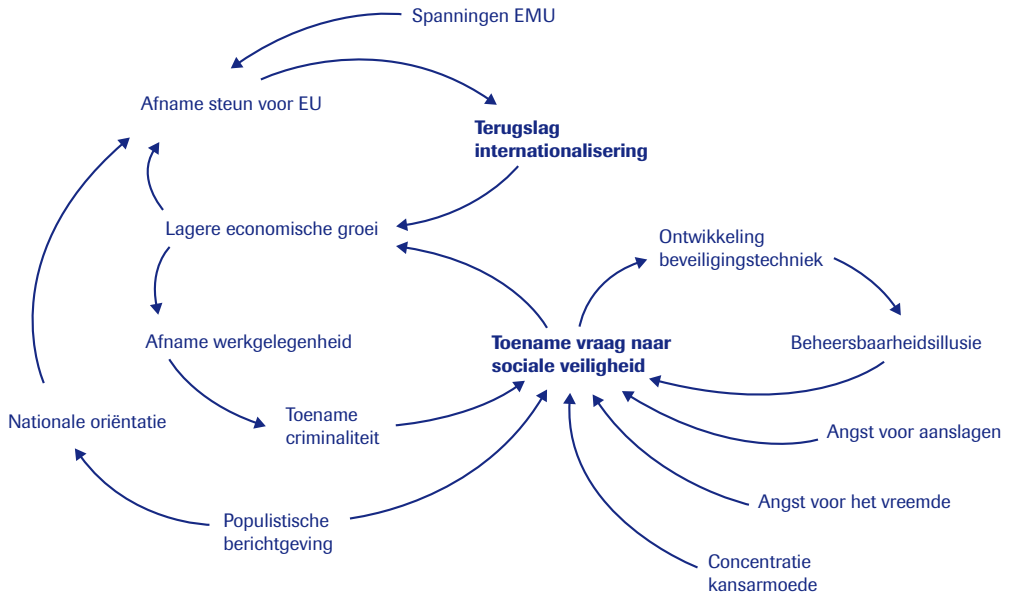 Spanningen EMU
Afname steun voor EU
Terugslag
internationalisering
Lagere economische groei
Ontwikkeling
beveiligingstechniek
Afname werkgelegenheid
Toename vraag naar
sociale veiligheid
Beheersbaarheidsillusie
Nationale oriëntatie
Toename
criminaliteit
Angst voor aanslagen
Angst voor het vreemde
Populistische
berichtgeving
Concentratie
kansarmoede